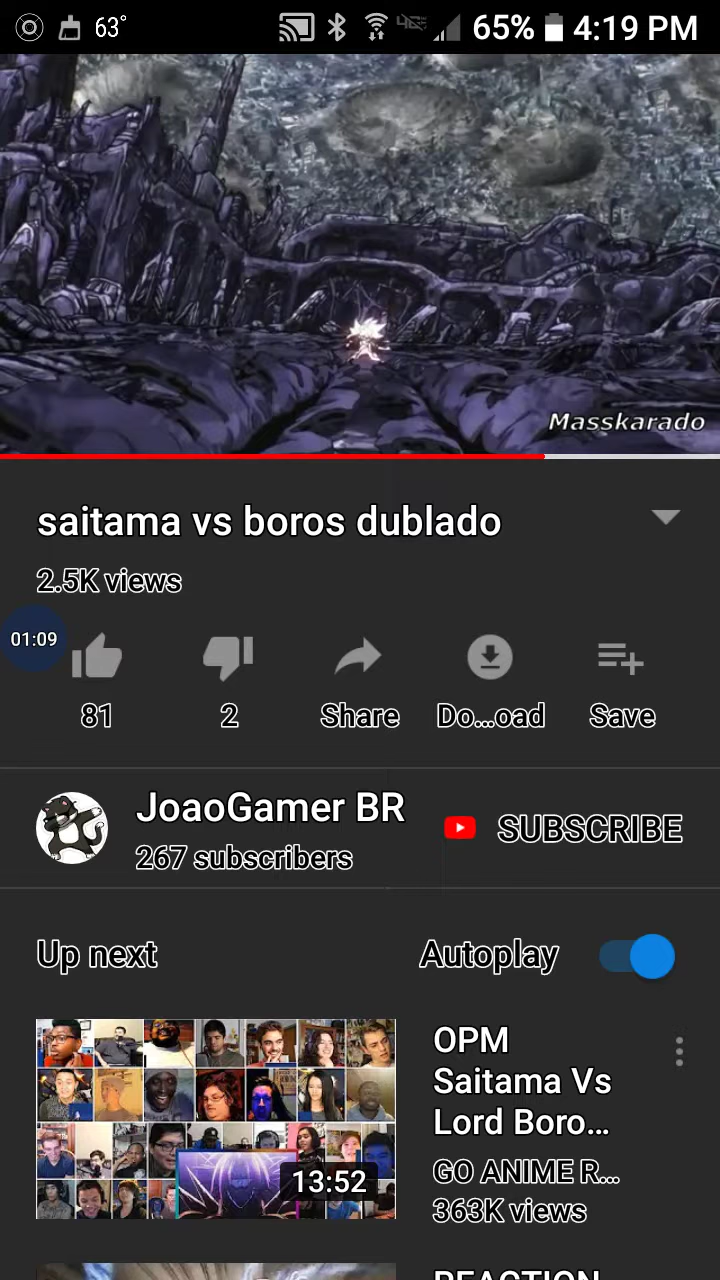 63°
4G
65%
4:19 PM
Masskarado
saitama vs boros dublado
2.5K views
01:09
81
2
Share
Do...oad
Save
JoaoGamer BR
267 subscribers
SUBSCRIBE
Up next
Autoplay
13:52
OPM
Saitama Vs
Lord Boro...
GO ANIME R...
363K views
REACTION